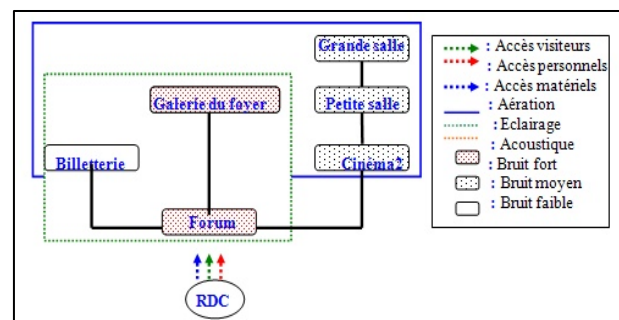 Grande salle
Galerie du foyer
Petite salle
Billetterie
Cinéma2
Forum
RDC
: Accès visiteurs
: Accès personnels
: Accès matériels
: Aération
: Eclairage
: Acoustique
: Bruit fort
: Bruit moyen
: Bruit faible